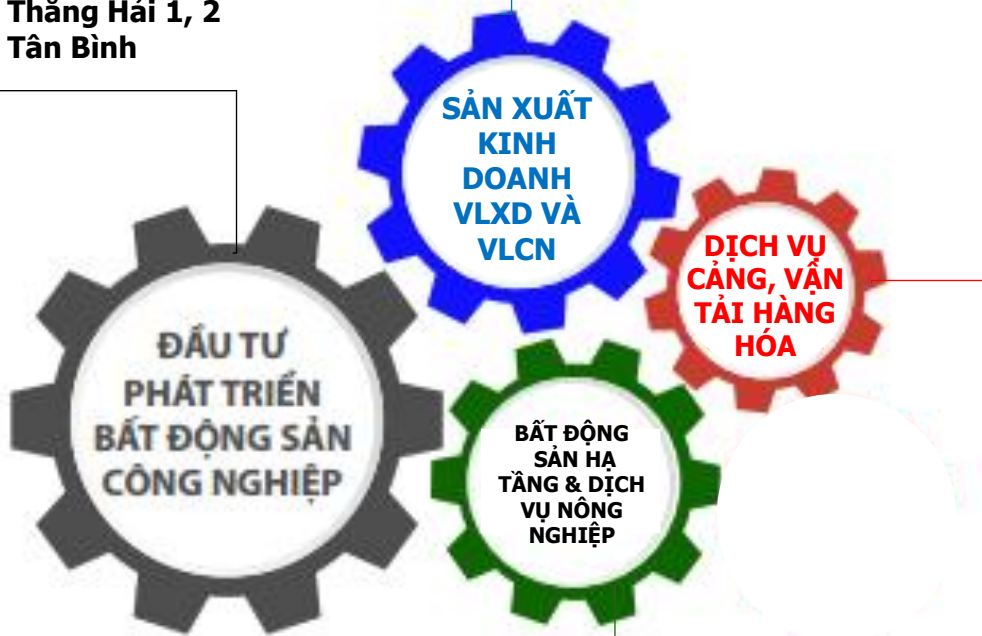 Thắng Hải 1, 2
Tân Bình
SẢN XUẤT
KINH
DOANH
VLXD VÀ
VLCN
DỊCH VỤ
CẢNG, VẬN
TẢI HÀNG
HÓA
ĐẦU TƯ
PHÁT TRIỂN
BẤT ĐỘNG SẢN
CÔNG NGHIỆP
BẤT ĐỘNG
SẢN HẠ
TẦNG & DỊCH
VỤ NÔNG
NGHIỆP